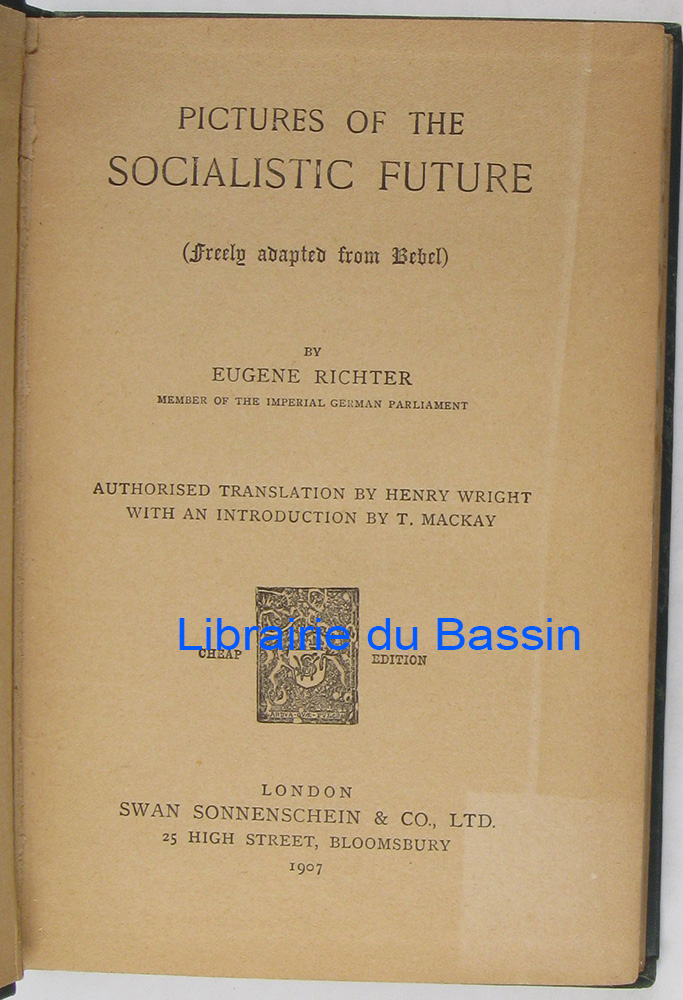 PICTURES OF THE
SOCIALISTIC FUTURE
(Freely adapted from Bebel)
BY
EUGENE RICHTER
MEMBER OF THE IMPERIAL GERMAN PARLIAMENT
AUTHORISED TRANSLATION BY HENRY WRIGHT
WITH AN INTRODUCTION BY T. MACKAY
Librairie du Bassin
CHEAP EDITION
LONDON
SWAN SONNENSCHEIN & CO., LTD.
25 HIGH STREET, BLOOMSBURY
1907